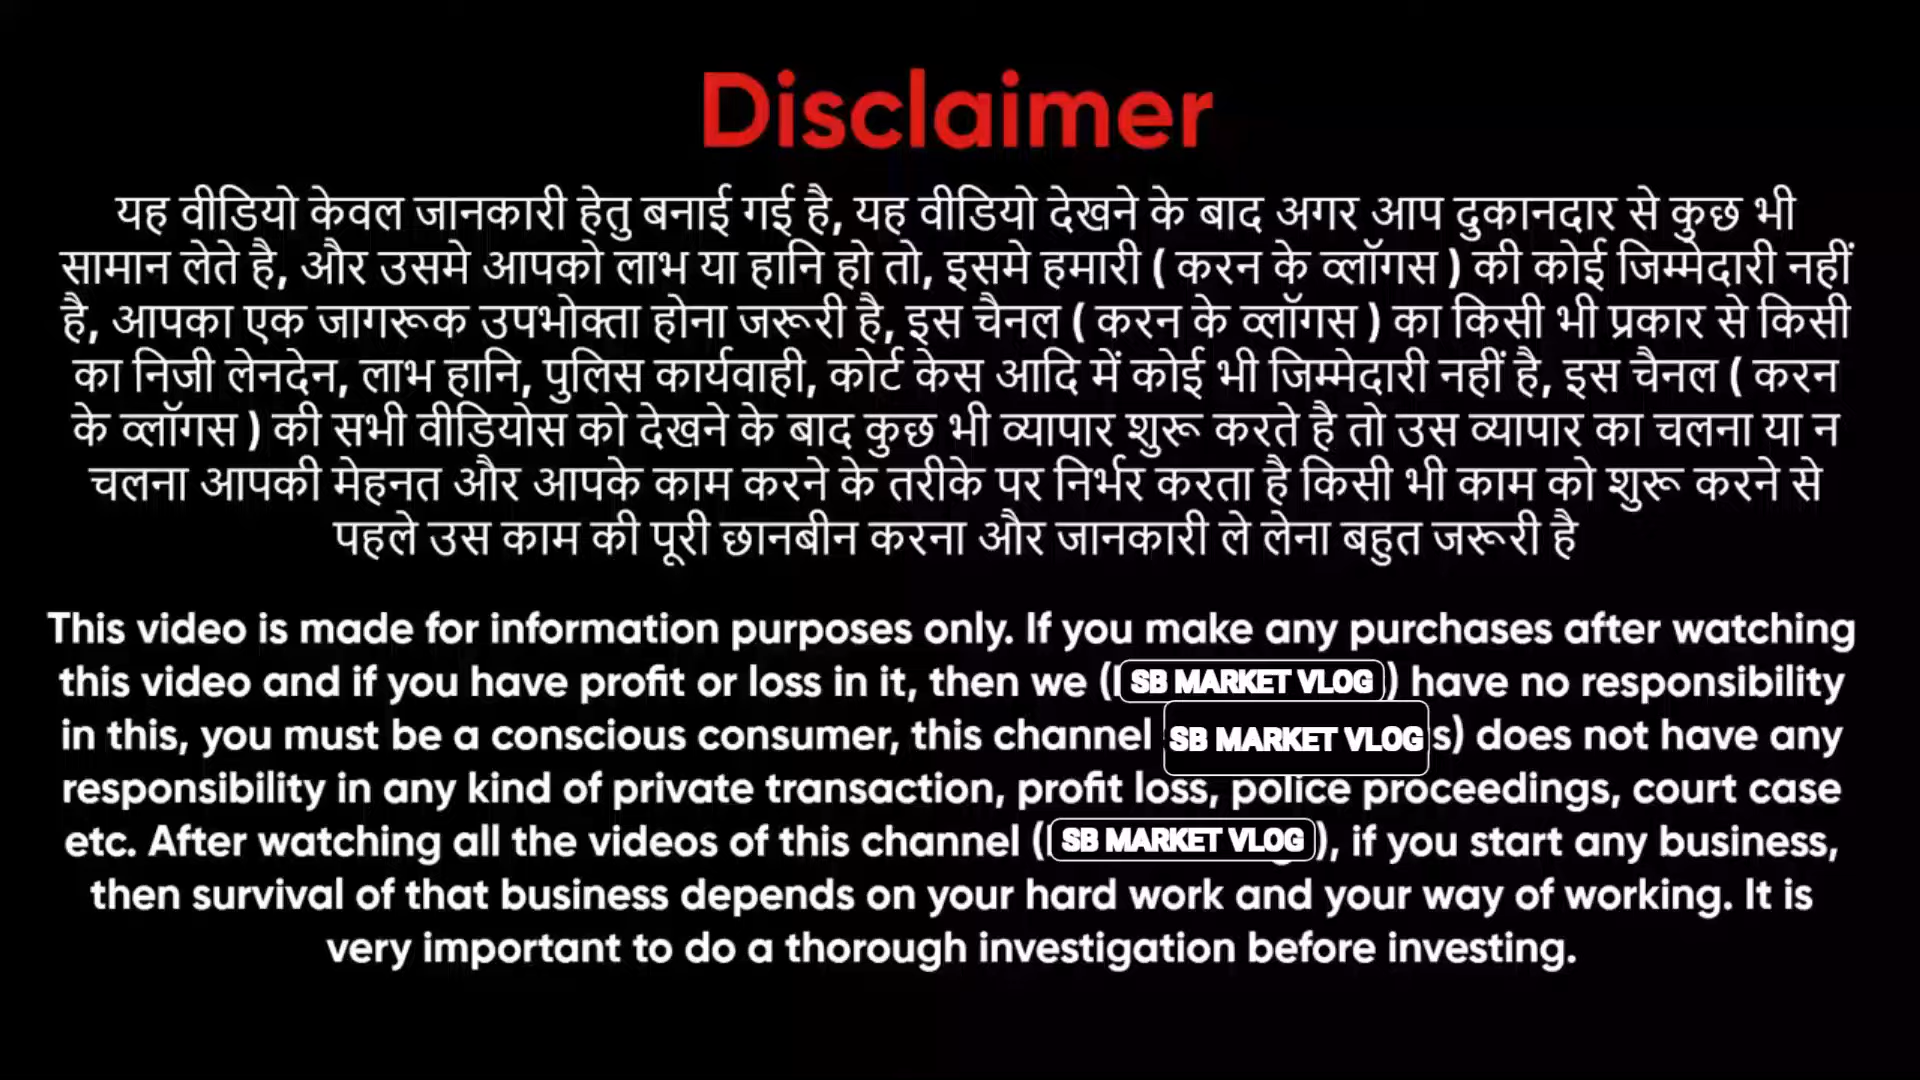 Disclaimer
यह वीडियो केवल जानकारी हेतु बनाई गई है, यह वीडियो देखने के बाद अगर आप दुकानदार से कुछ भी
सामान लेते है, और उसमे आपको लाभ या हानि हो तो, इसमे हमारी ( करन के व्लॉगस ) की कोई जिम्मेदारी नहीं
है, आपका एक जागरूक उपभोक्ता होना जरूरी है, इस चैनल ( करन के व्लॉगस ) का किसी भी प्रकार से किसी
का निजी लेनदेन, लाभ हानि, पुलिस कार्यवाही, कोर्ट केस आदि में कोई भी जिम्मेदारी नहीं है, इस चैनल ( करन
के व्लॉगस ) की सभी वीडियोस को देखने के बाद कुछ भी व्यापार शुरू करते है तो उस व्यापार का चलना या न
चलना आपकी मेहनत और आपके काम करने के तरीके पर निर्भर करता है किसी भी काम को शुरू करने से
पहले उस काम की पूरी छानबीन करना और जानकारी ले लेना बहुत जरूरी है
This video is made for information purposes only. If you make any purchases after watching
this video and if you have profit or loss in it, then we (SB MARKET VLOG) have no responsibility
in this, you must be a conscious consumer, this channel SB MARKET VLOG s) does not have any
responsibility in any kind of private transaction, profit loss, police proceedings, court case
etc. After watching all the videos of this channel (SB MARKET VLOG), if you start any business,
then survival of that business depends on your hard work and your way of working. It is
very important to do a thorough investigation before investing.